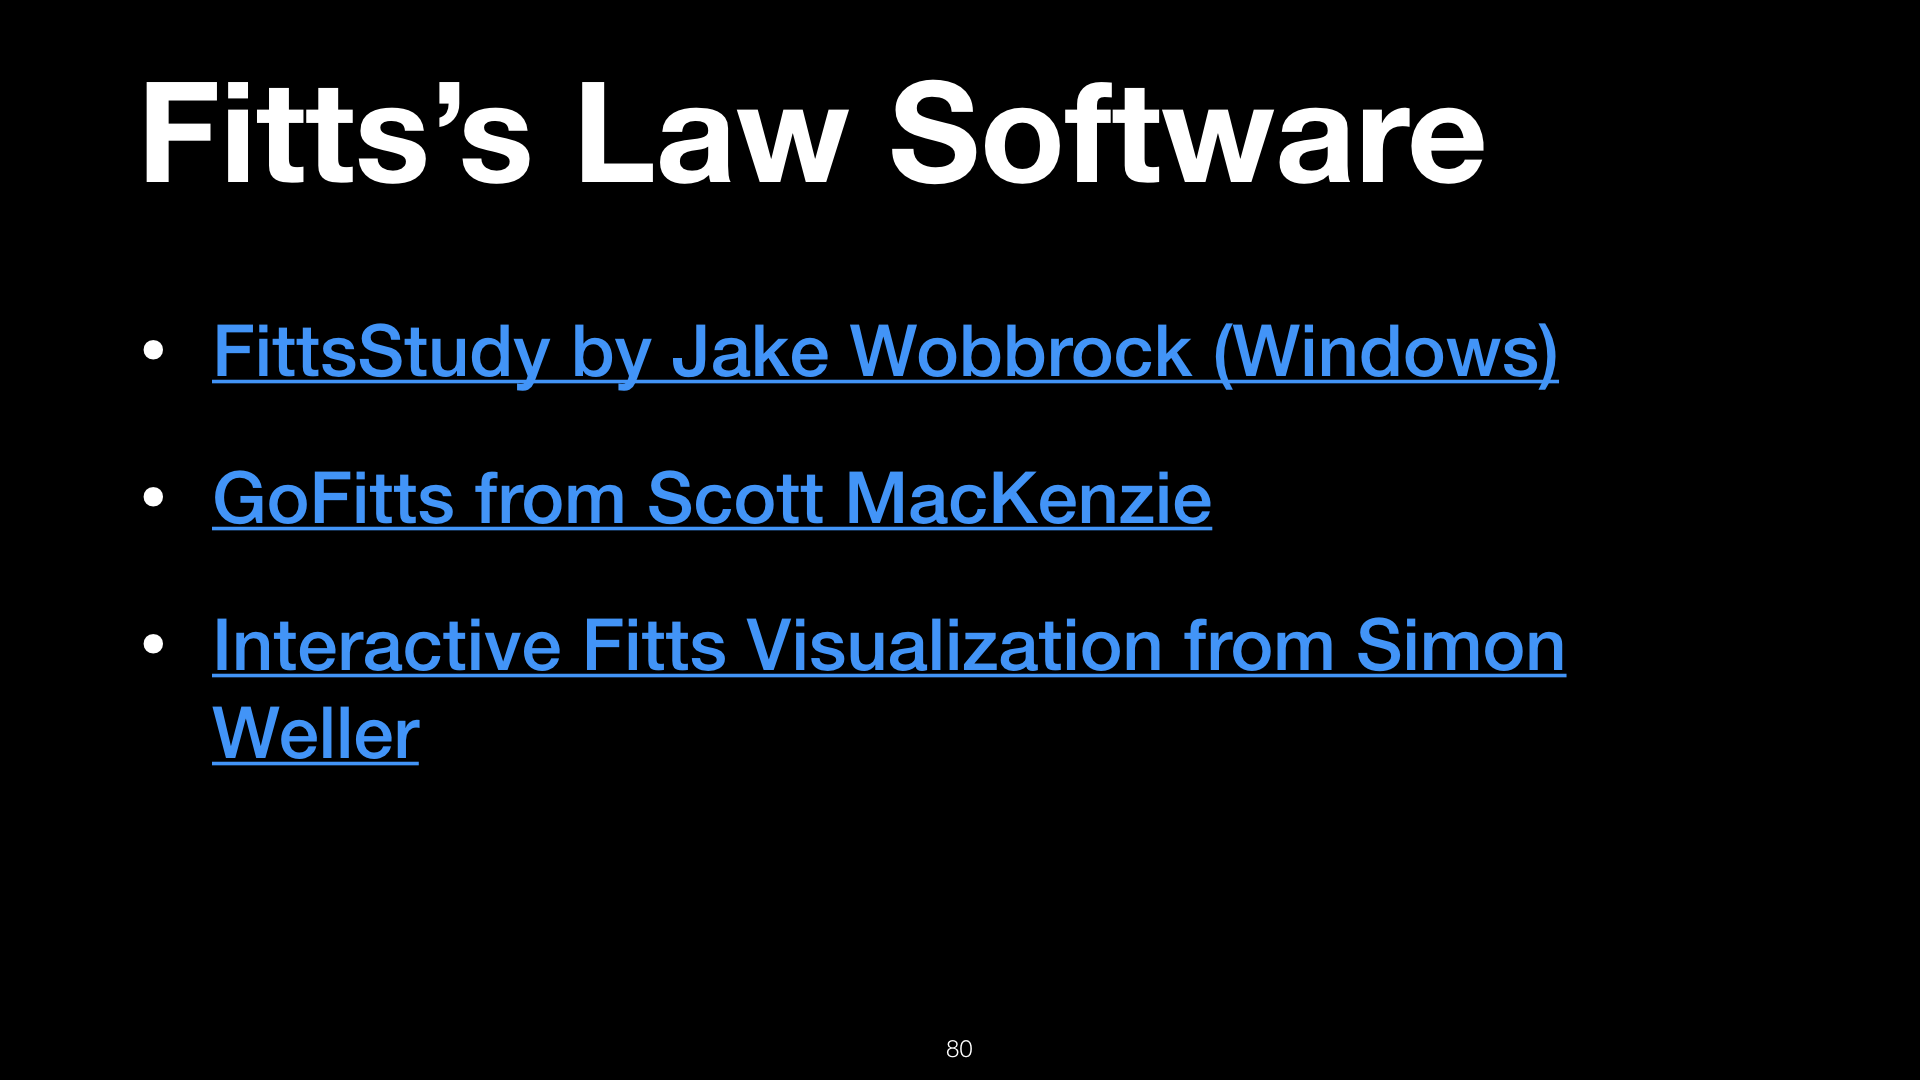 Fitts’s Law Software
• FittsStudy by Jake Wobbrock (Windows)
• GoFitts from Scott MacKenzie
• Interactive Fitts Visualization from Simon
Weller
80